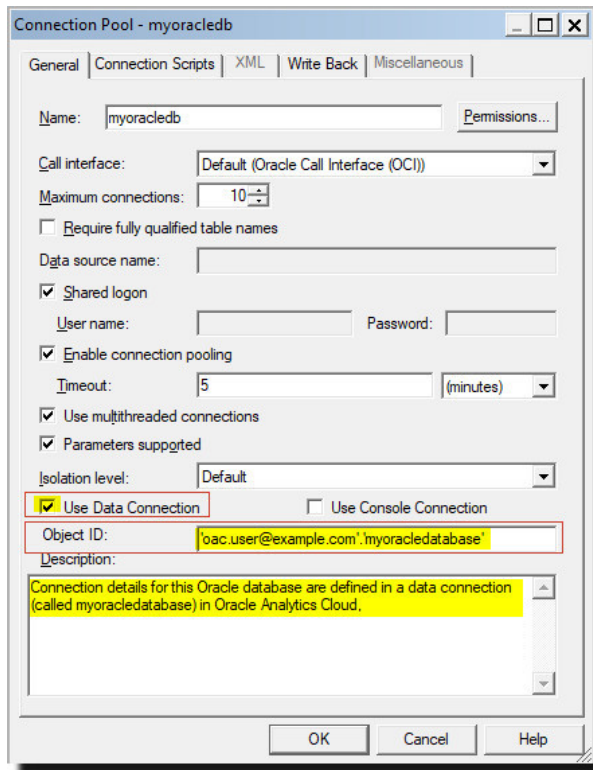 Connection Pool - myoracledb
General Connection Scripts XML Write Back Miscellaneous
Name: myoracledb Permissions...
Call interface: Default (Oracle Call Interface (OCI))
Maximum connections: 10
Require fully qualified table names
Data source name:
Shared logon
User name: Password:
Enable connection pooling
Timeout: 5 (minutes)
Use multithreaded connections
Parameters supported
Isolation level: Default
Use Data Connection Use Console Connection
Object ID: 'oac.user@example.com'.'myoracledatabase'
Description:
Connection details for this Oracle database are defined in a data connection
(called myoracledatabase) in Oracle Analytics Cloud,
OK Cancel Help